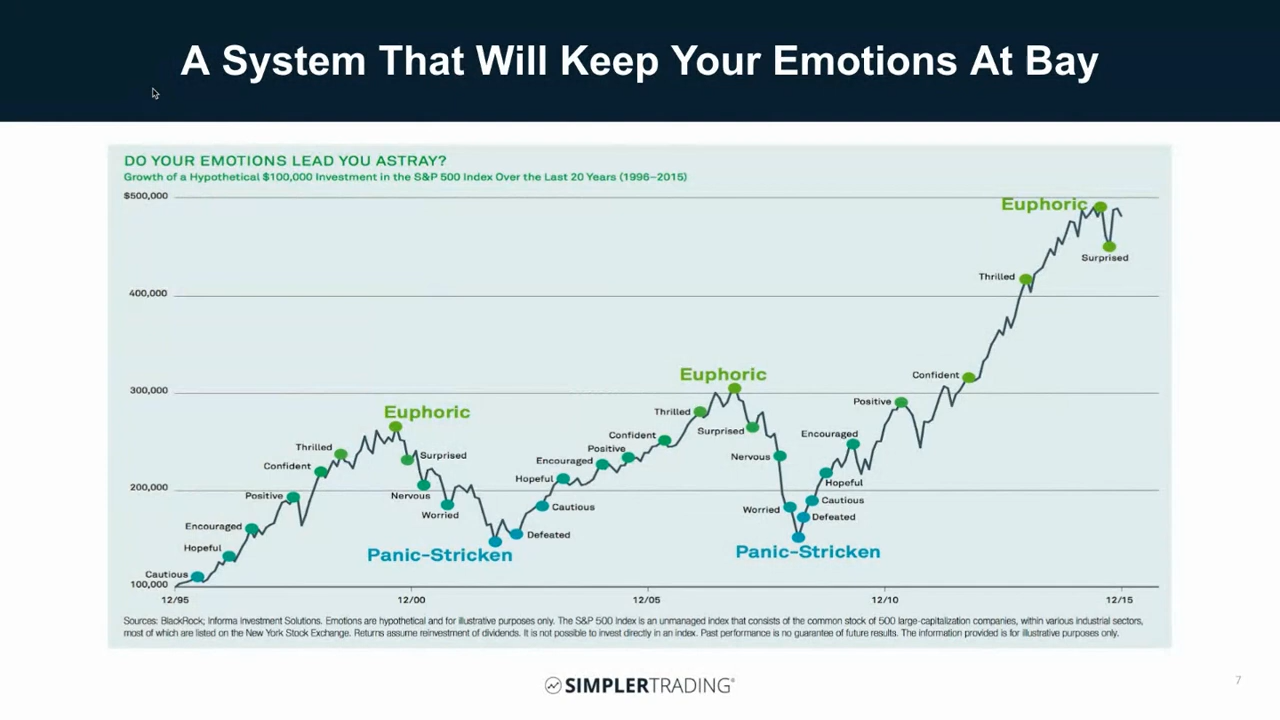 A System That Will Keep Your Emotions At Bay
DO YOUR EMOTIONS LEAD YOU ASTRAY?
Growth of a Hypothetical $100,000 Investment in the S&P 500 Index Over the Last 20 Years (1996–2015)
$500,000
Euphoric
Surprised
Thrilled
400,000
300,000
Euphoric
Confident
Positive
Thrilled
Surprised
Encouraged
Euphoric
Confident
Positive
Nervous
Hopeful
Thrilled
Surprised
Encouraged
Cautious
Confident
Hopeful
Worried
Defeated
200,000
Positive
Nervous
Cautious
Panic-Stricken
Encouraged
Worried
Defeated
Hopeful
Panic-Stricken
Cautious
100,000
12/95
12/00
12/05
12/10
12/15
Sources: BlackRock; Informa Investment Solutions. Emotions are hypothetical and for illustrative purposes only. The S&P 500 Index is an unmanaged index that consists of the common stock of 500 large-capitalization companies, within various industrial sectors,
most of which are listed on the New York Stock Exchange. Returns assume reinvestment of dividends. It is not possible to invest directly in an index. Past performance is no guarantee of future results. The information provided is for illustrative purposes only.
SIMPLERTRADING®
7